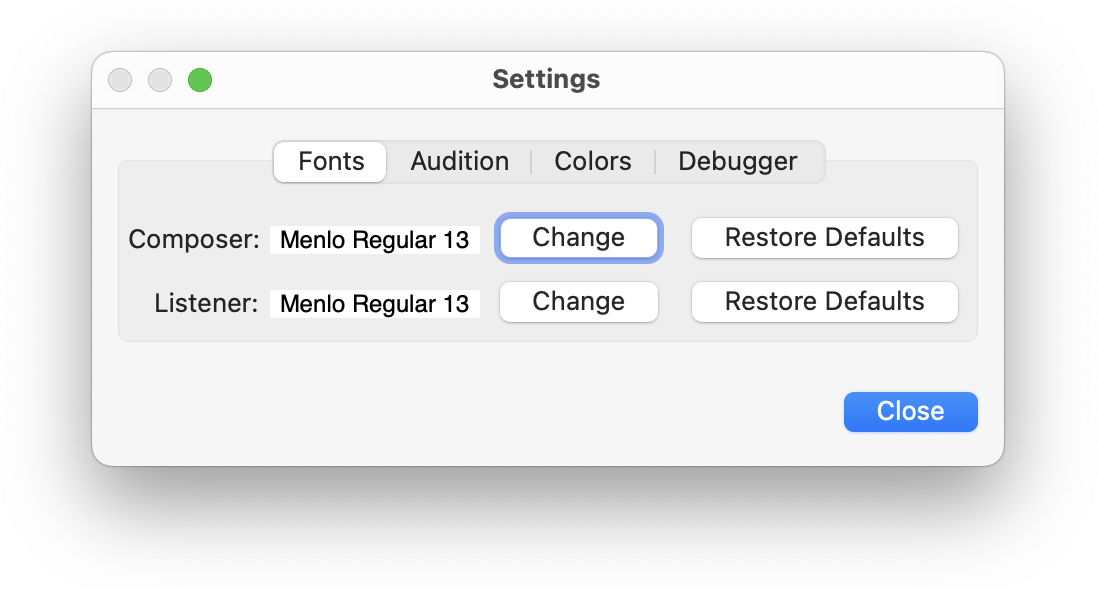 Settings
Fonts Audition Colors Debugger
Composer: Menlo Regular 13 Change Restore Defaults
Listener: Menlo Regular 13 Change Restore Defaults
Close